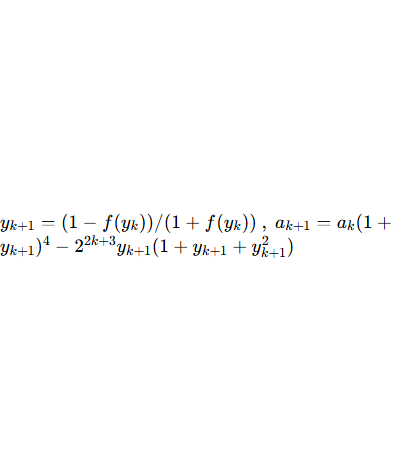 $y_{k+1} = (1 - f(y_k))/(1 + f(y_k))\ ,\ a_{k+1} = a_k(1 +$
$y_{k+1})^4 - 2^{2k+3} y_{k+1}(1 + y_{k+1} + y_{k+1}^2)$